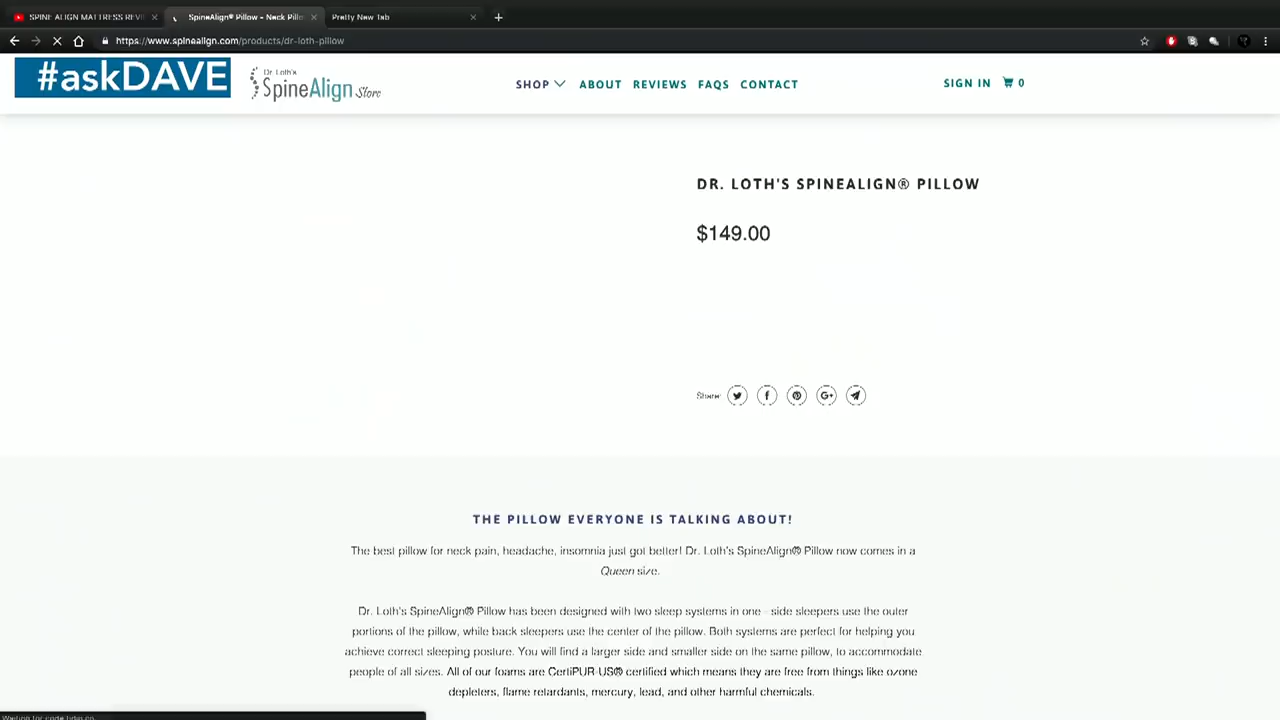 SPINE ALIGN MATTRESS REVI
SpineAlign® Pillow – Neck Pillo
Pretty New Tab
https://www.spinealign.com/products/dr-loth-pillow
#askDAVE
Dr. Loth's
SpineAlign Store
SHOP ABOUT REVIEWS FAQS CONTACT
SIGN IN 0
DR. LOTH'S SPINEALIGN® PILLOW
$149.00
Share:
THE PILLOW EVERYONE IS TALKING ABOUT!
The best pillow for neck pain, headache, insomnia just got better! Dr. Loth's SpineAlign® Pillow now comes in a
Queen size.
Dr. Loth's SpineAlign® Pillow has been designed with two sleep systems in one - side sleepers use the outer
portions of the pillow, while back sleepers use the center of the pillow. Both systems are perfect for helping you
achieve correct sleeping posture. You will find a larger side and smaller side on the same pillow, to accommodate
people of all sizes. All of our foams are CertiPUR-US® certified which means they are free from things like ozone
depleters, flame retardants, mercury, lead, and other harmful chemicals.